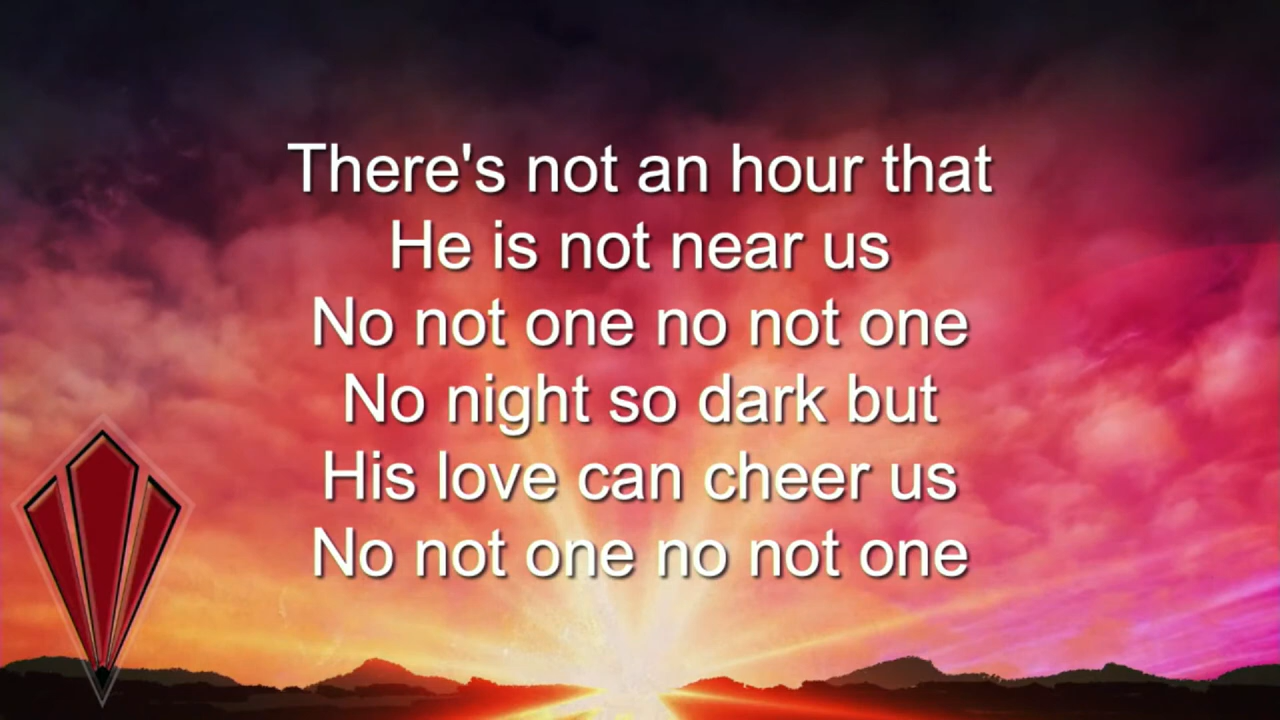 There's not an hour that
He is not near us
No not one no not one
No night so dark but
His love can cheer us
No not one no not one